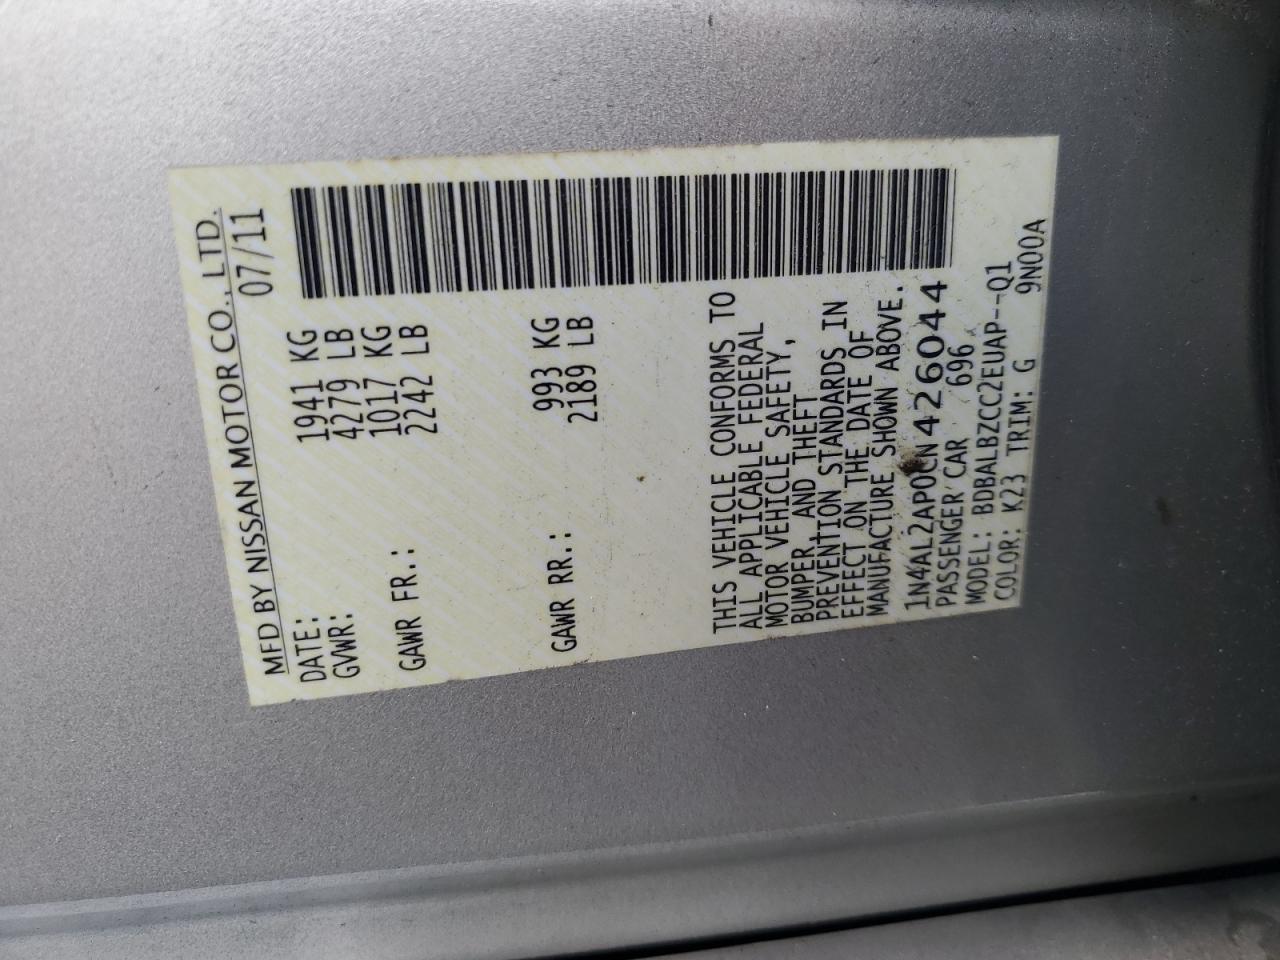 MFD BY NISSAN MOTOR CO., LTD.
DATE: 07/11
GVWR: 1941 KG
4279 LB
GAWR FR.: 1017 KG
2242 LB
GAWR RR.: 993 KG
2189 LB
THIS VEHICLE CONFORMS TO
ALL APPLICABLE FEDERAL
MOTOR VEHICLE SAFETY,
BUMPER, AND THEFT
PREVENTION STANDARDS IN
EFFECT ON THE DATE OF
MANUFACTURE SHOWN ABOVE.
1N4AL2AP0CN426044
PASSENGER CAR 696
MODEL: BDBALBZCC2EUAP--Q1
COLOR: K23 TRIM: G 9N00A